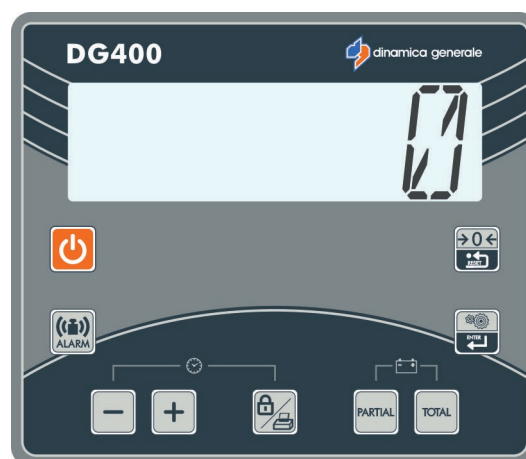 DG400
dinamica generale
0
→0←
RESET
ALARM
ENTER
− +
PARTIAL
TOTAL